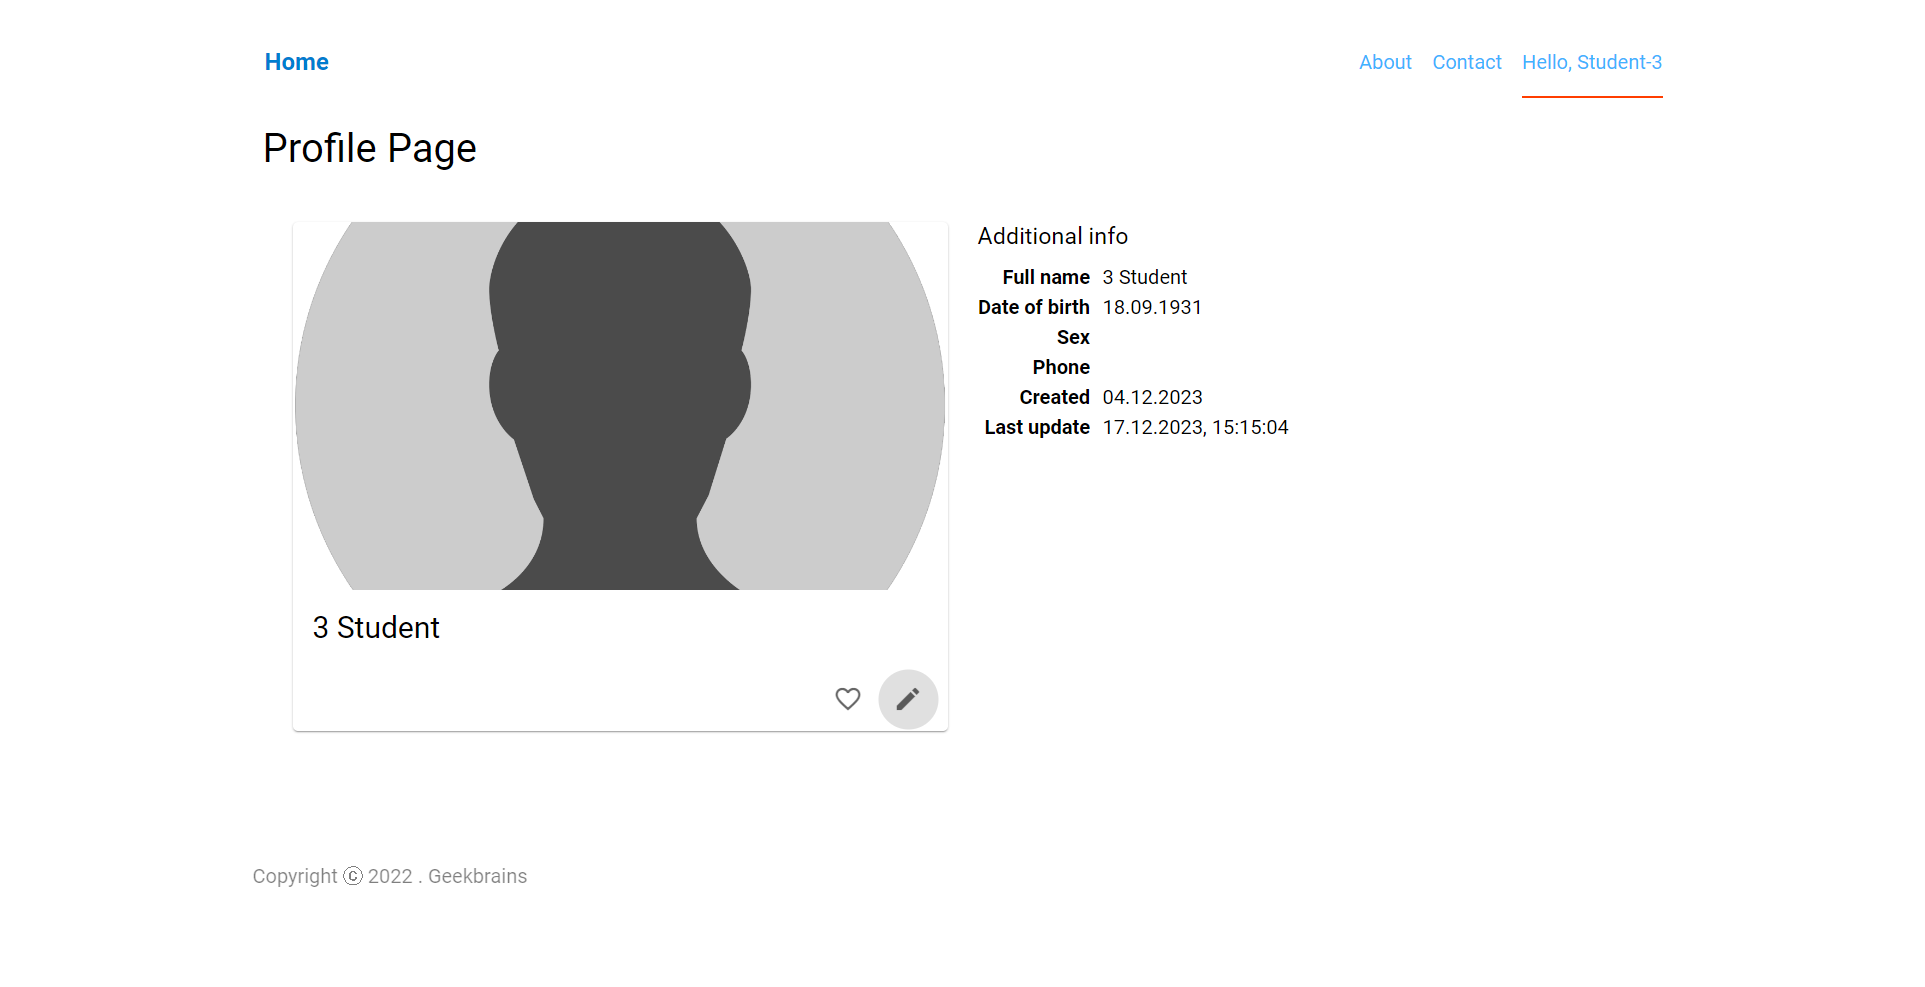 Home About Contact Hello, Student-3
Profile Page
Additional info
Full name 3 Student
Date of birth 18.09.1931
Sex
Phone
Created 04.12.2023
Last update 17.12.2023, 15:15:04
3 Student
Copyright © 2022 . Geekbrains